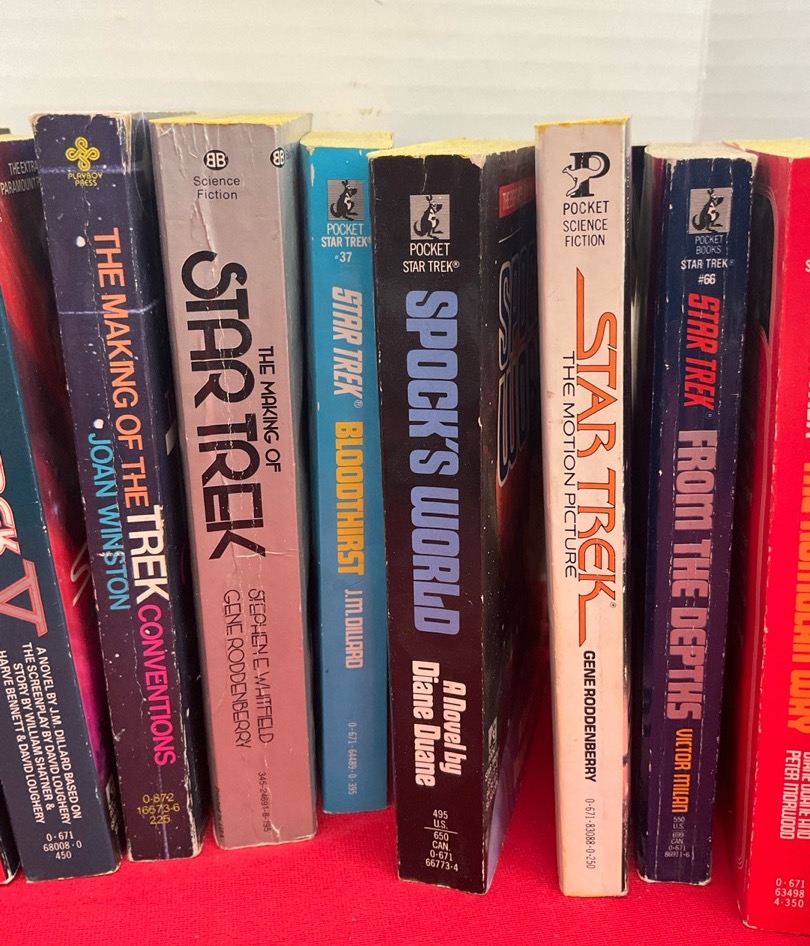 THE EXTRA
PARAMOUNT P
REK V
A NOVEL BY J.M. DILLARD BASED ON
THE SCREENPLAY BY DAVID LOUGHERY
STORY BY WILLIAM SHATNER &
HARVE BENNETT & DAVID LOUGHERY
0·671
68008·0
450
PLAYBOY
PRESS
THE MAKING OF THE TREK CONVENTIONS
JOAN WINSTON
0-872
16573-6
225
BB
BB
Science
Fiction
THE MAKING OF
STAR TREK
STEPHEN E. WHITFIELD
GENE RODDENBERRY
345-24691-8-195
POCKET
STAR TREK®
#37
STAR TREK®
BLOODTHIRST
J.M. DILLARD
0-671-64489-0·395
POCKET
STAR TREK®
SPOCK'S WORLD
A Novel by
Diane Duane
495
U.S.
650
CAN.
0-671
66773-4
P
POCKET
SCIENCE
FICTION
STAR TREK®
THE MOTION PICTURE
GENE RODDENBERRY
0-671-83088-0·250
POCKET
BOOKS
STAR TREK®
#66
STAR TREK
FROM THE DEPTHS
VICTOR MILAN
550
U.S.
699
CAN.
0-671
86911-6
WAY
PETER MORWOOD
0-671
63498
4·350